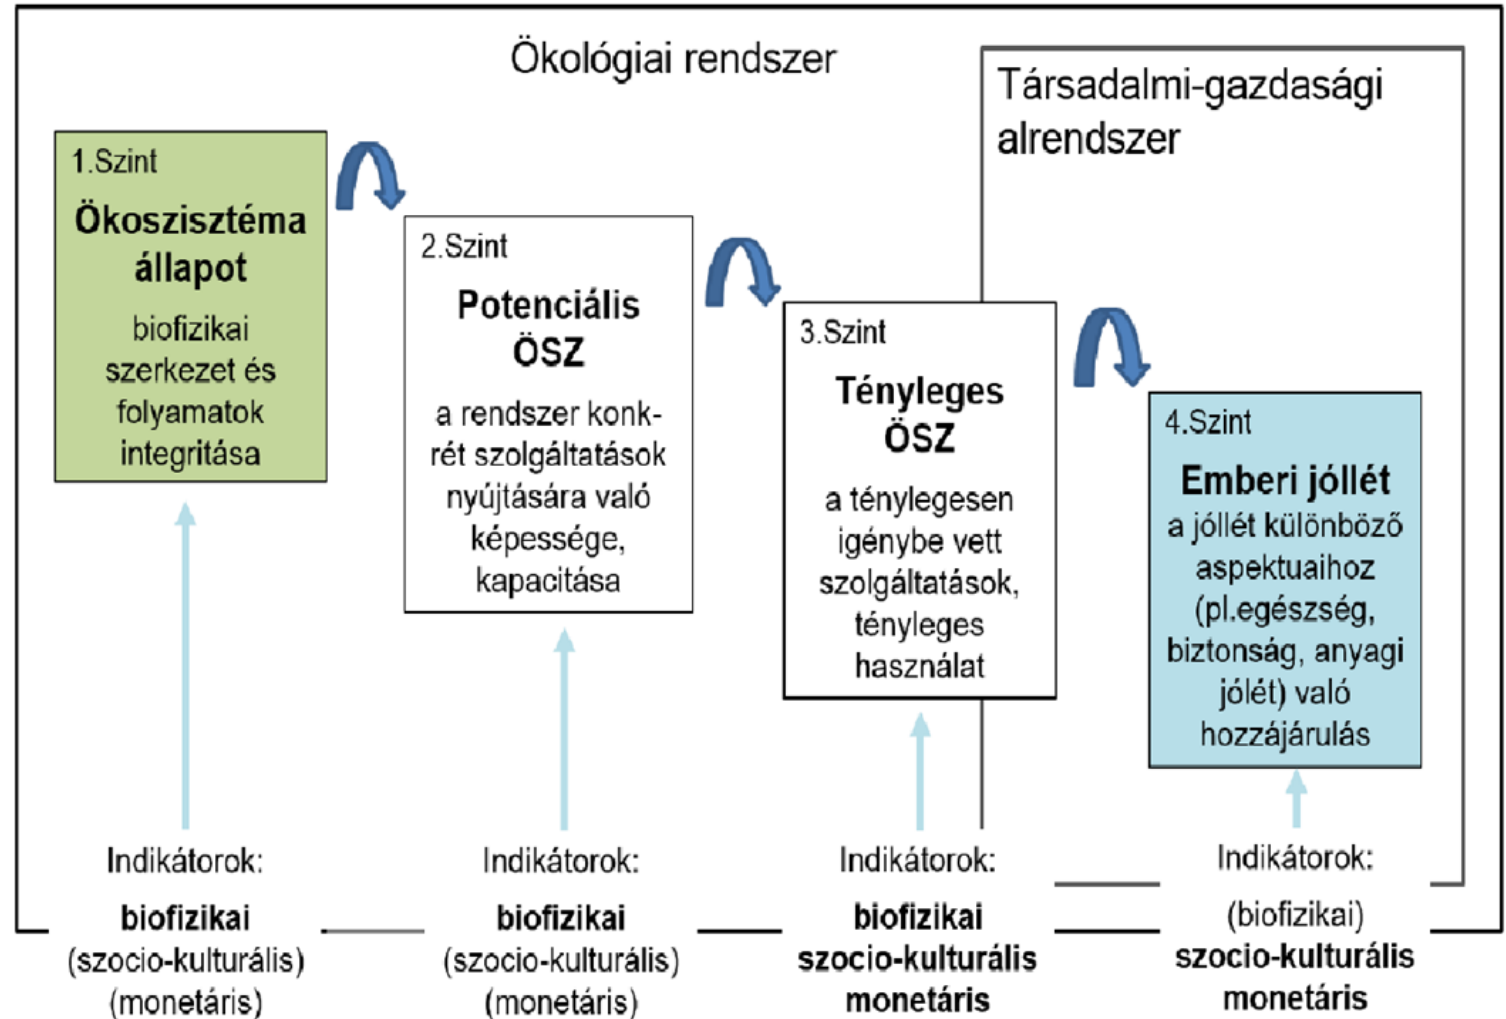 Ökológiai rendszer
Társadalmi-gazdasági
alrendszer
1.Szint
Ökoszisztéma
állapot
biofizikai
szerkezet és
folyamatok
integritása
2.Szint
Potenciális
ÖSZ
a rendszer konk-
rét szolgáltatások
nyújtására való
képessége,
kapacitása
3.Szint
Tényleges
ÖSZ
a ténylegesen
igénybe vett
szolgáltatások,
tényleges
használat
4.Szint
Emberi jóllét
a jóllét különböző
aspektuaihoz
(pl.egészség,
biztonság, anyagi
jólét) való
hozzájárulás
Indikátorok:
biofizikai
(szocio-kulturális)
(monetáris)
Indikátorok:
biofizikai
(szocio-kulturális)
(monetáris)
Indikátorok:
biofizikai
szocio-kulturális
monetáris
Indikátorok:
(biofizikai)
szocio-kulturális
monetáris